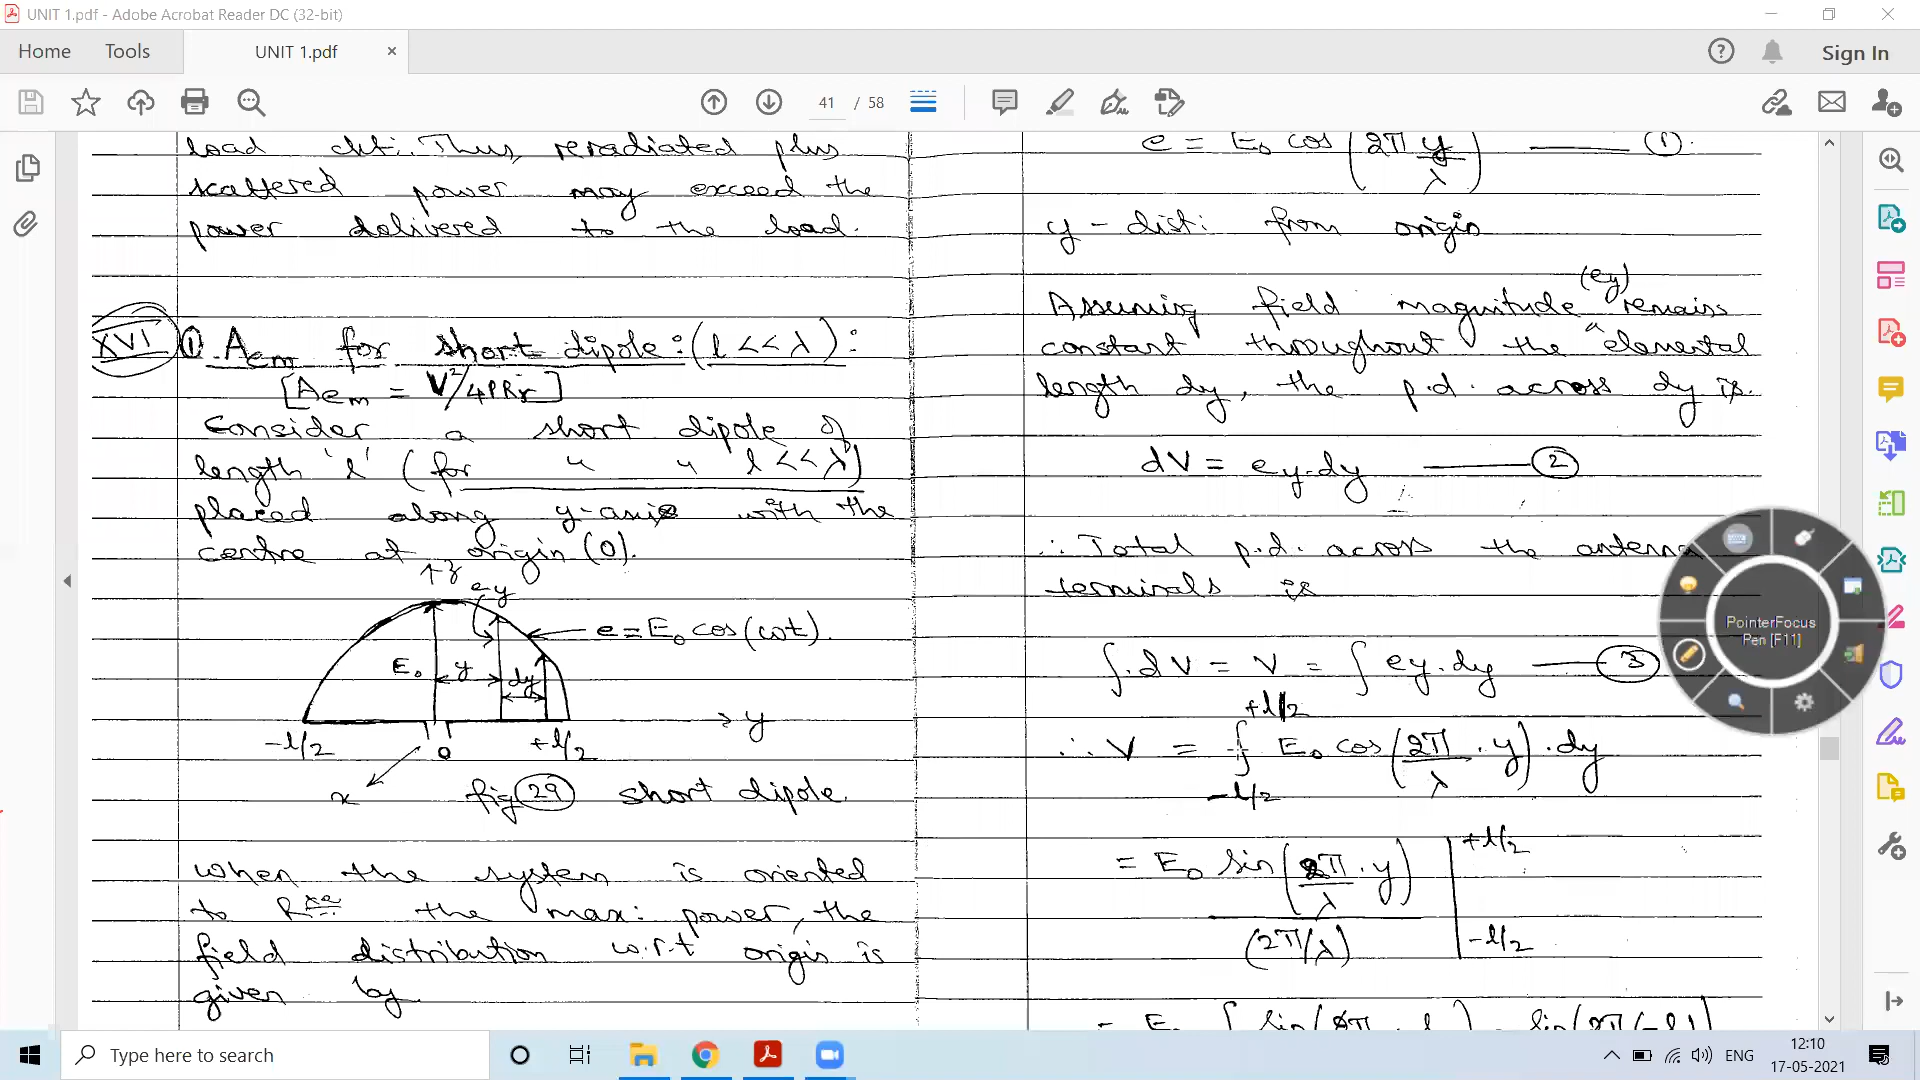 UNIT 1.pdf - Adobe Acrobat Reader DC (32-bit)
Home
Tools
UNIT 1.pdf
Sign In
41 / 58
load ckt:. Thus, reradiated plus
scattered power may exceed the
power delivered to the load.
XVI ① Aem for short dipole: (l << λ):
[Aem = V²/4PRr]
Consider a short dipole of
length 'l' (for " " l << λ)
placed along y-axis with the
centre at origin (0).
↑ z
ey
e = E₀ cos(ωt).
E₀
y
dy
→ y
-l/2
0
+l/2
x
fig 29 short dipole.
When the system is oriented
to Rxe the max: power, the
field distribution w.r.t origin is
given by
e = E₀ cos (2π y/λ) —— ①.
y - dist: from origin
(ey)
Assuming field magnitude remains
constant throughout the elemental
length dy, the p.d. across dy is.
dV = ey.dy —— ②
∴ Total p.d. across the antenna
terminals is
∫.dV = V = ∫ ey.dy —— ③
+l/2
∴ V = ∫ E₀ cos (2π/λ . y) . dy
-l/2
= E₀ sin (2π/λ . y) +l/2
(2π/λ) -l/2
PointerFocus
Pen [F11]
Type here to search
ENG
12:10
17-05-2021